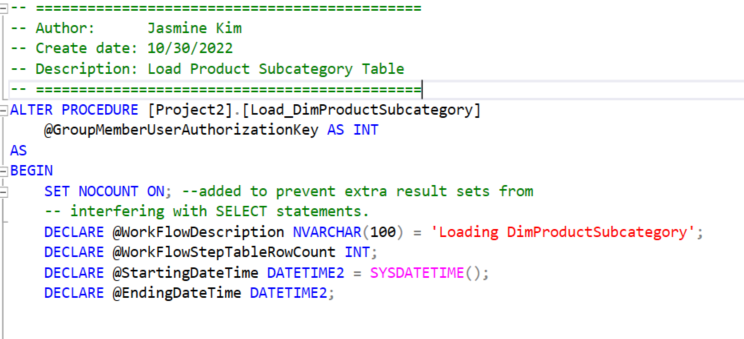 -- =============================================
-- Author:      Jasmine Kim
-- Create date: 10/30/2022
-- Description: Load Product Subcategory Table
-- =============================================
ALTER PROCEDURE [Project2].[Load_DimProductSubcategory]
    @GroupMemberUserAuthorizationKey AS INT
AS
BEGIN
    SET NOCOUNT ON; --added to prevent extra result sets from
    -- interfering with SELECT statements.
    DECLARE @WorkFlowDescription NVARCHAR(100) = 'Loading DimProductSubcategory';
    DECLARE @WorkFlowStepTableRowCount INT;
    DECLARE @StartingDateTime DATETIME2 = SYSDATETIME();
    DECLARE @EndingDateTime DATETIME2;